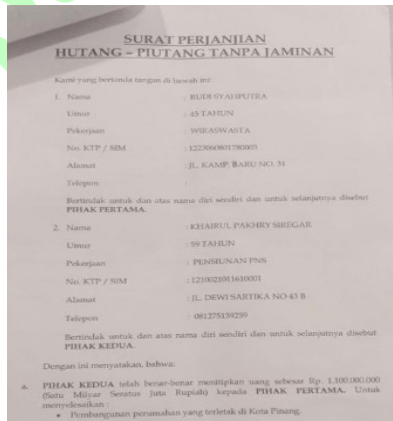 SURAT PERJANJIAN
HUTANG – PIUTANG TANPA JAMINAN
Kami yang bertanda tangan di bawah ini:
1. Nama : RUDI SYAHPUTRA
Umur : 45 TAHUN
Pekerjaan : WIRASWASTA
No. KTP / SIM : 1223060801780003
Alamat : JL. KAMP. BARU NO. 31
Telepon :
Bertindak untuk dan atas nama diri sendiri dan untuk selanjutnya disebut
PIHAK PERTAMA.
2. Nama : KHAIRUL PAKHRY SIREGAR
Umur : 59 TAHUN
Pekerjaan : PENSIUNAN PNS
No. KTP / SIM : 1210021011610001
Alamat : JL. DEWI SARTIKA NO 43 B
Telepon : 081275139259
Bertindak untuk dan atas nama diri sendiri dan untuk selanjutnya disebut
PIHAK KEDUA.
Dengan ini menyatakan, bahwa:
a. PIHAK KEDUA telah benar-benar menitipkan uang sebesar Rp. 1.100.000.000
(Satu Milyar Seratus Juta Rupiah) kepada PIHAK PERTAMA. Untuk
menyelesaikan :
• Pembangunan perumahan yang terletak di Kota Pinang.